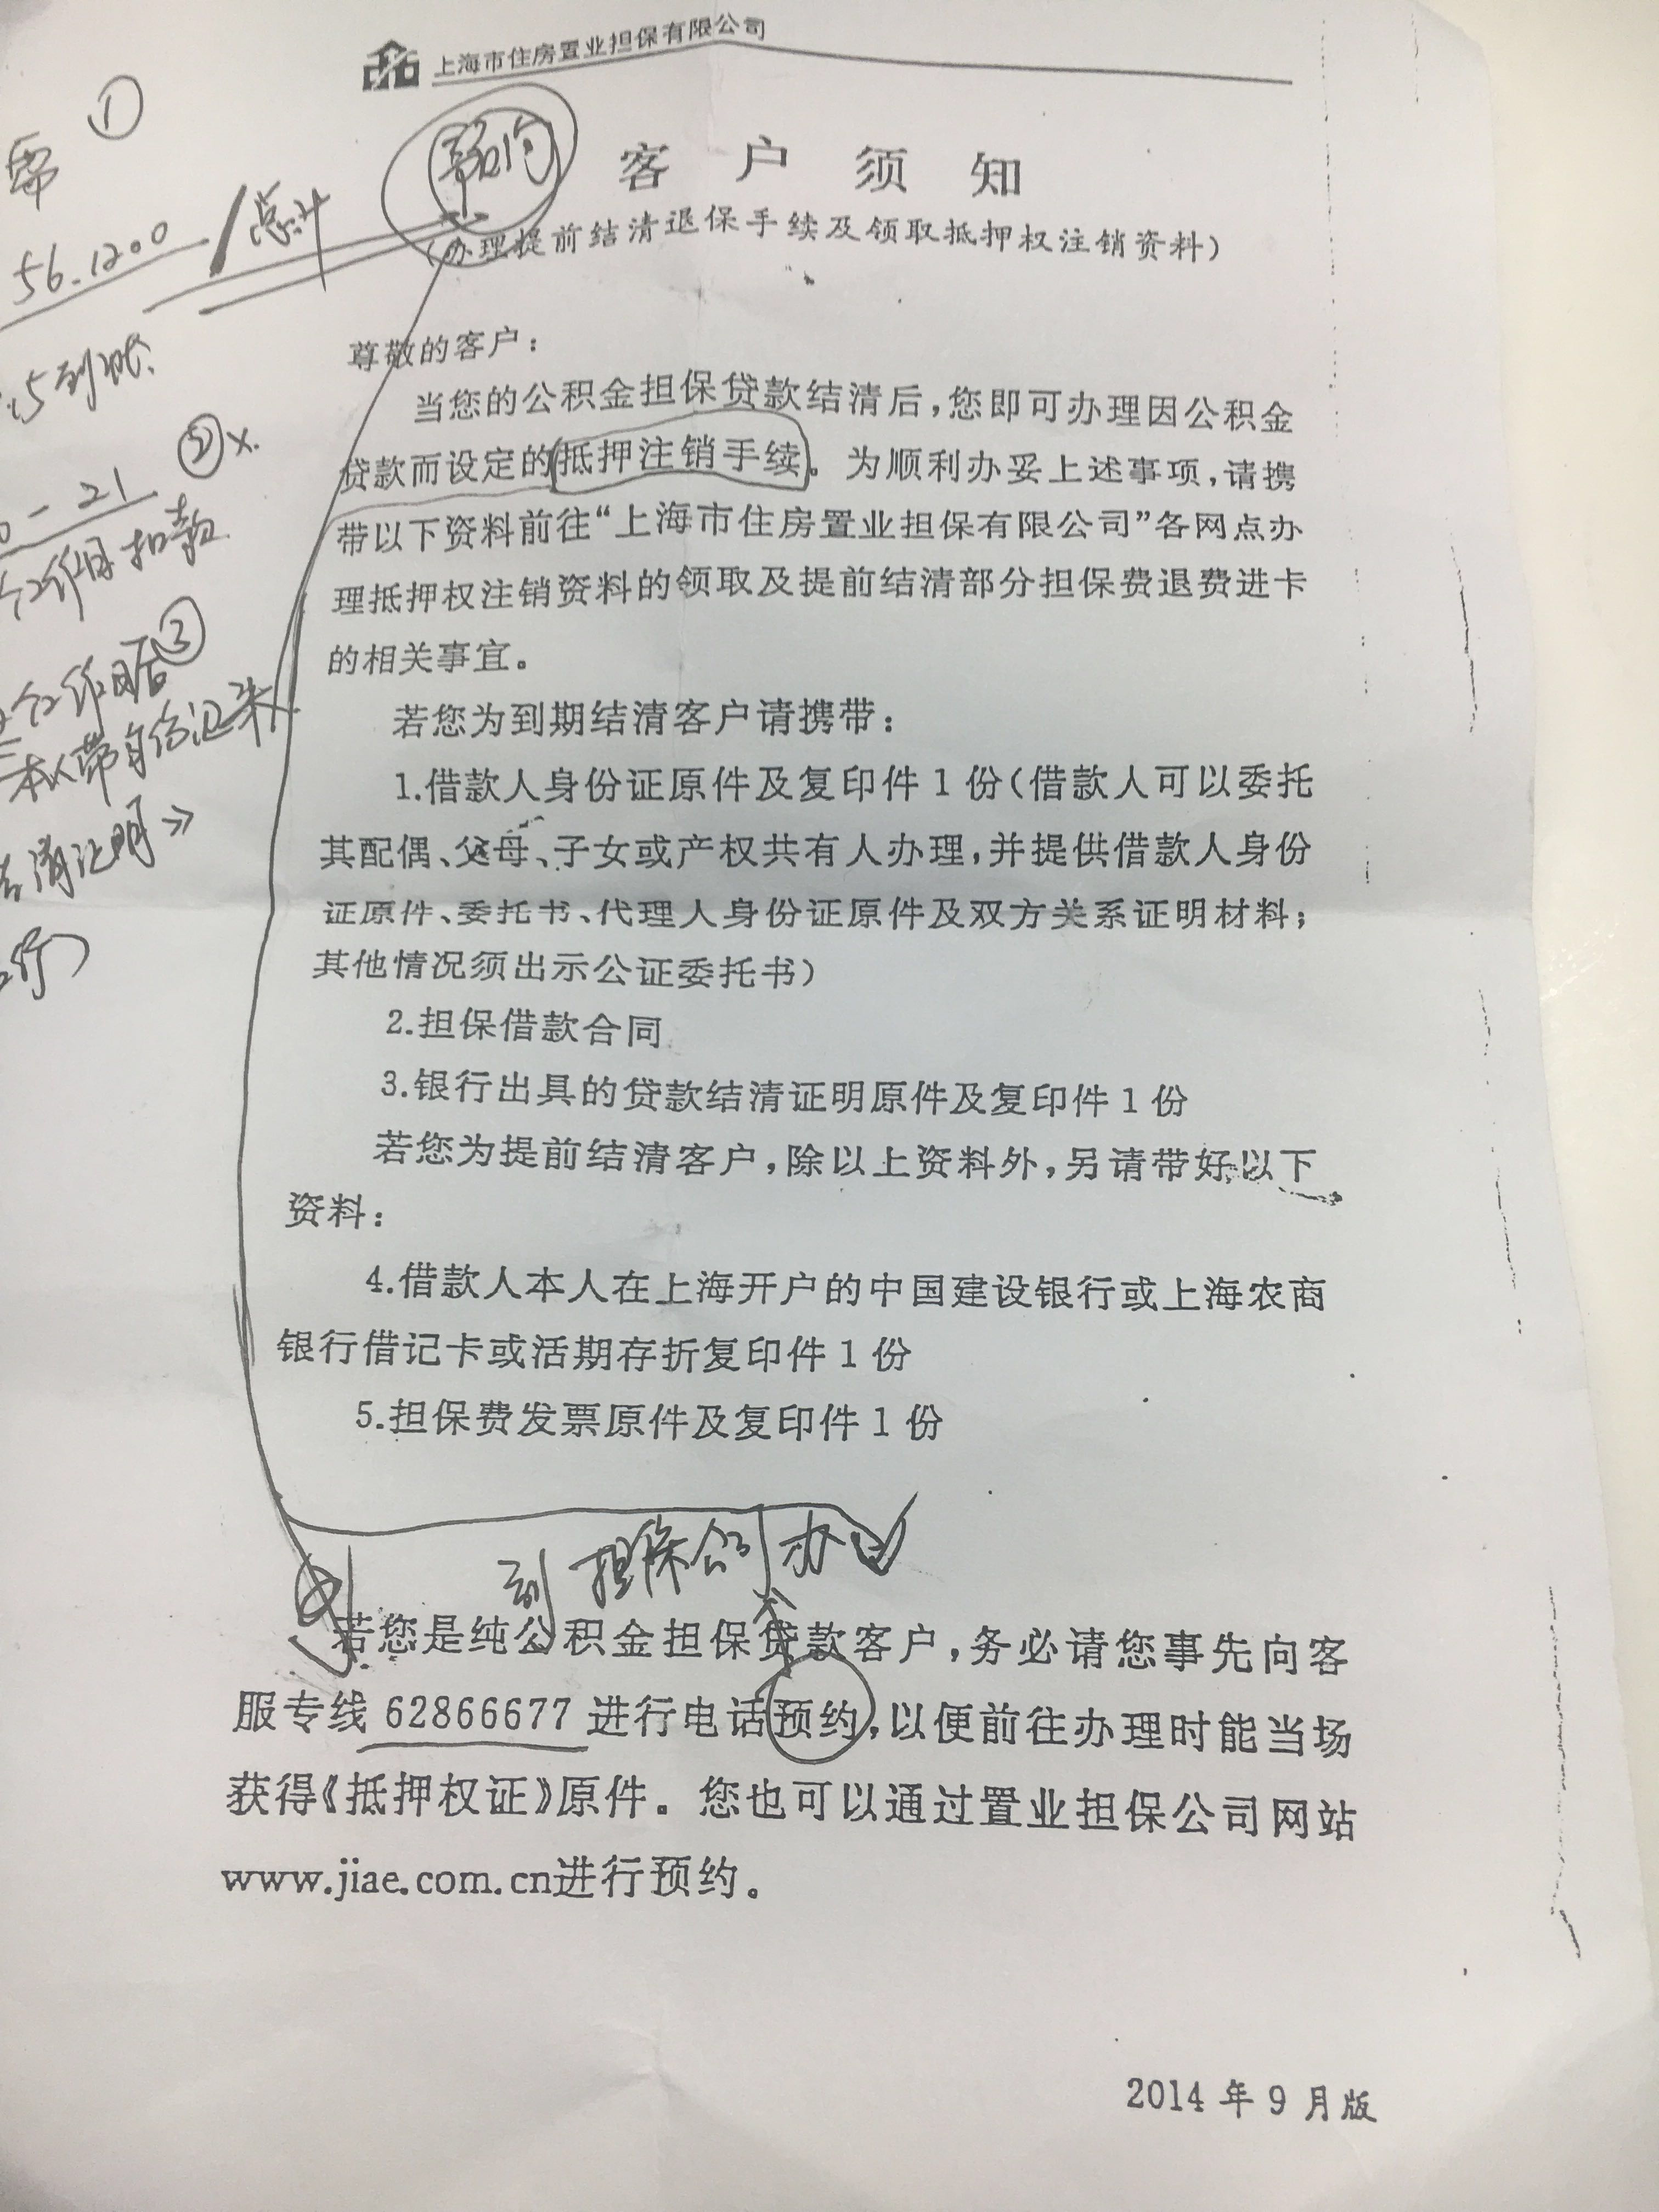 上海市住房置业担保有限公司
客户须知
(办理提前结清退保手续及领取抵押权注销资料)
尊敬的客户:
当您的公积金担保贷款结清后,您即可办理因公积金
贷款而设定的抵押注销手续。为顺利办妥上述事项,请携
带以下资料前往“上海市住房置业担保有限公司”各网点办
理抵押权注销资料的领取及提前结清部分担保费退费进卡
的相关事宜。
若您为到期结清客户请携带:
1.借款人身份证原件及复印件1份(借款人可以委托
其配偶、父母、子女或产权共有人办理,并提供借款人身份
证原件、委托书、代理人身份证原件及双方关系证明材料;
其他情况须出示公证委托书)
2.担保借款合同
3.银行出具的贷款结清证明原件及复印件1份
若您为提前结清客户,除以上资料外,另请带好以下
资料:
4.借款人本人在上海开户的中国建设银行或上海农商
银行借记卡或活期存折复印件1份
5.担保费发票原件及复印件1份
到担保公司办
若您是纯公积金担保贷款客户,务必请您事先向客
服专线62866677进行电话预约,以便前往办理时能当场
获得《抵押权证》原件。您也可以通过置业担保公司网站
www.jiae.com.cn进行预约。
2014年9月版
①
56.1200
到账
②
-21
个工作日扣款
③
个工作日后
本人带身份证来
清证明》